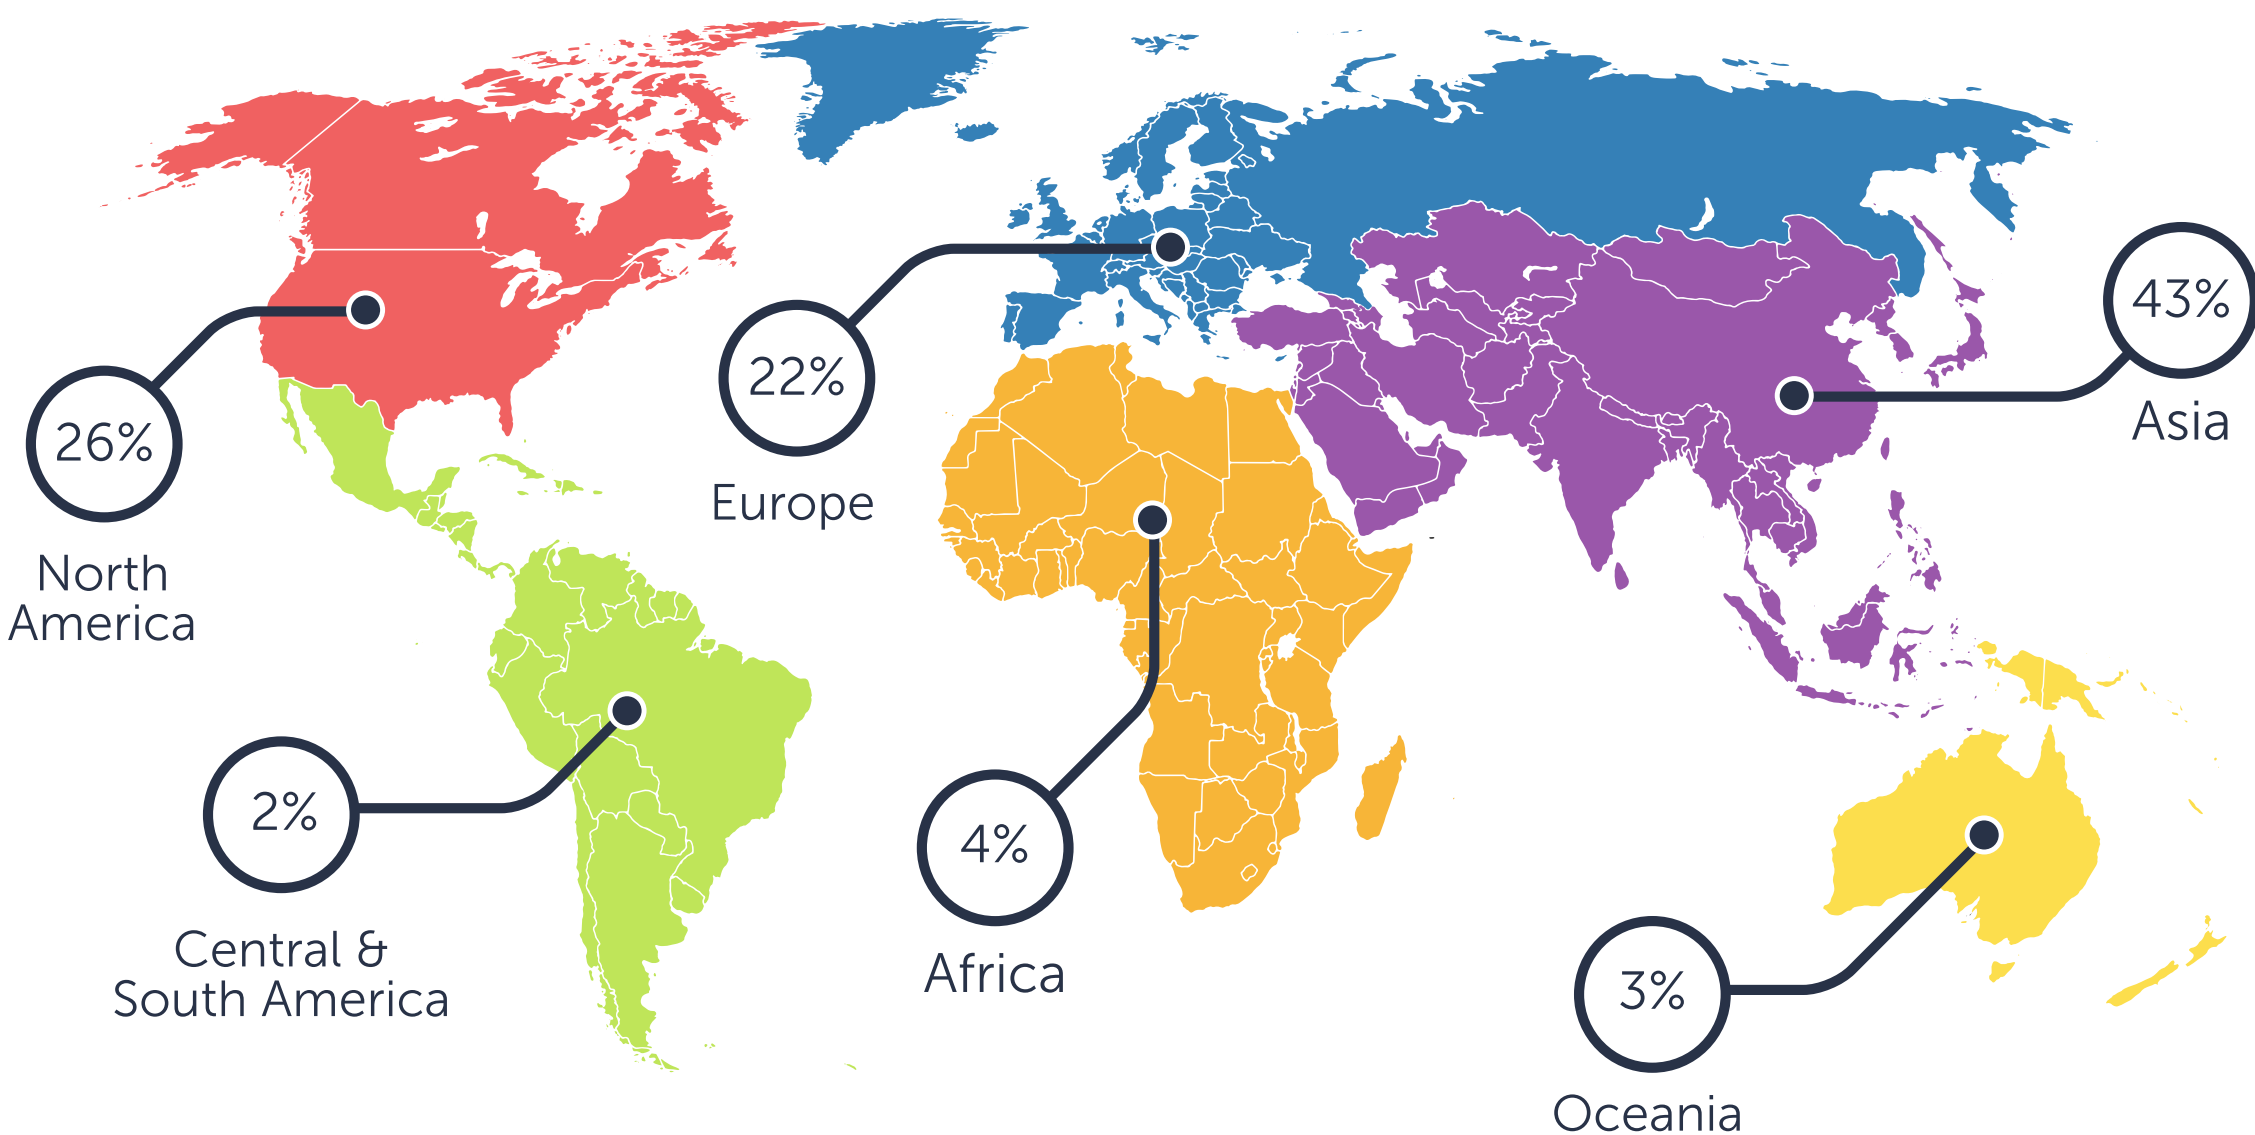 26%
North
America
22%
Europe
43%
Asia
2%
Central &
South America
4%
Africa
3%
Oceania